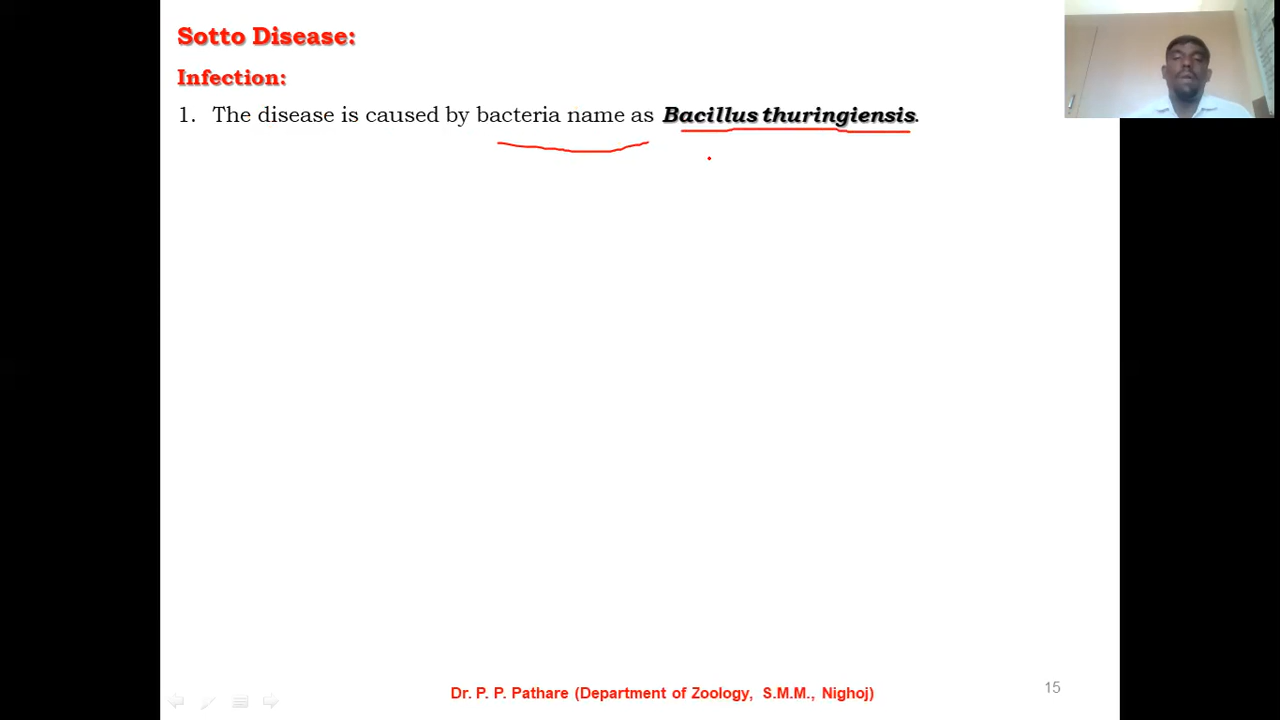 Sotto Disease:
Infection:
1. The disease is caused by bacteria name as Bacillus thuringiensis.
Dr. P. P. Pathare (Department of Zoology, S.M.M., Nighoj)
15